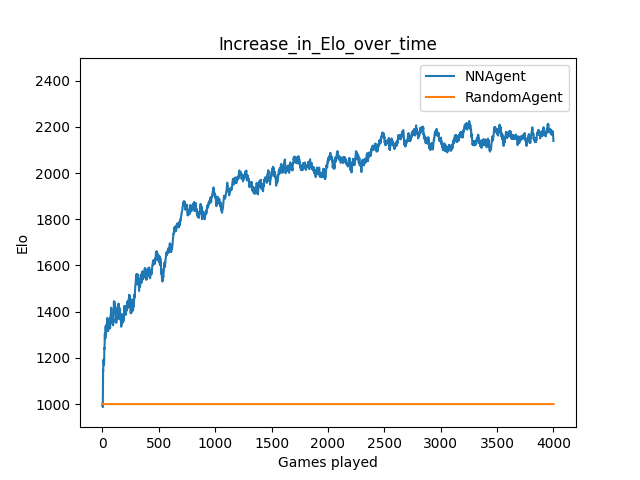 Increase_in_Elo_over_time
NNAgent
RandomAgent
2400
2200
2000
1800
1600
1400
1200
1000
Elo
0 500 1000 1500 2000 2500 3000 3500 4000
Games played